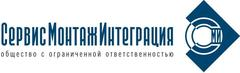 СервисМонтажИнтеграция
общество с ограниченной ответственностью